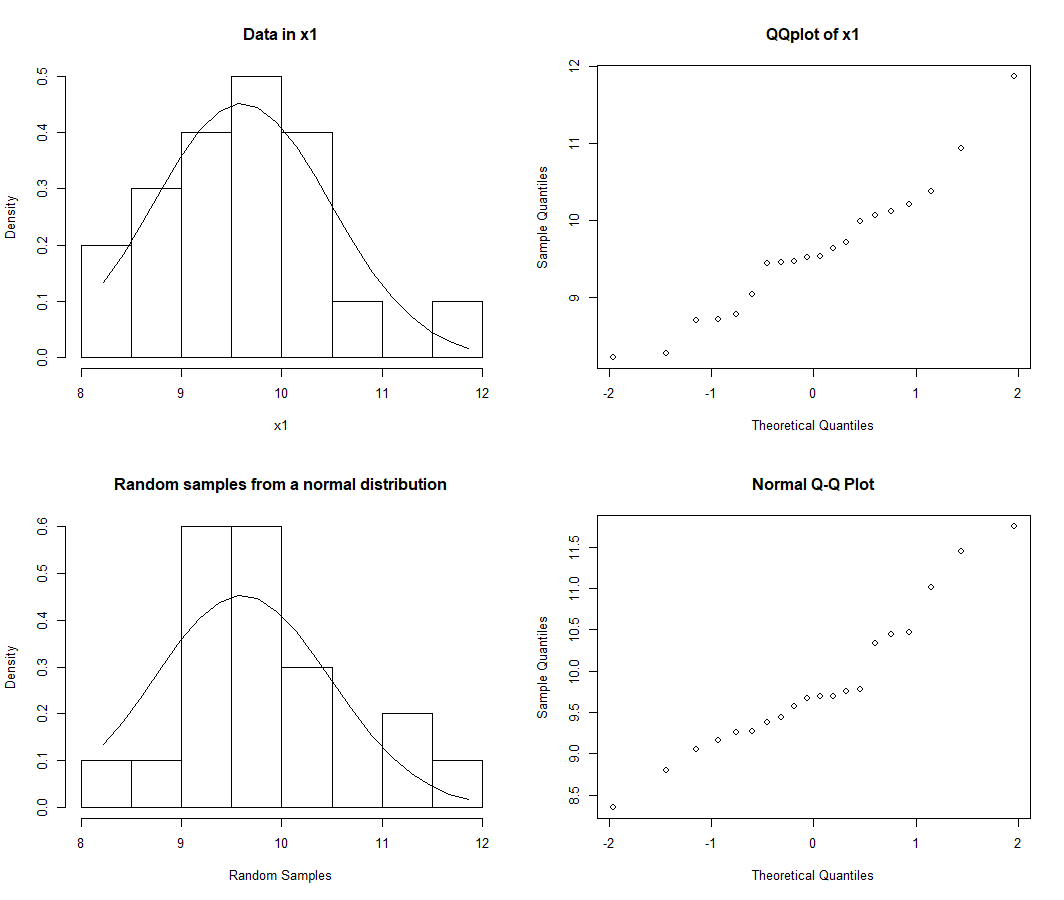 Data in x1
Density
0.0 0.1 0.2 0.3 0.4 0.5
8 9 10 11 12
x1
QQplot of x1
Sample Quantiles
9 10 11 12
-2 -1 0 1 2
Theoretical Quantiles
Random samples from a normal distribution
Density
0.0 0.1 0.2 0.3 0.4 0.5 0.6
8 9 10 11 12
Random Samples
Normal Q-Q Plot
Sample Quantiles
8.5 9.0 9.5 10.0 10.5 11.0 11.5
-2 -1 0 1 2
Theoretical Quantiles